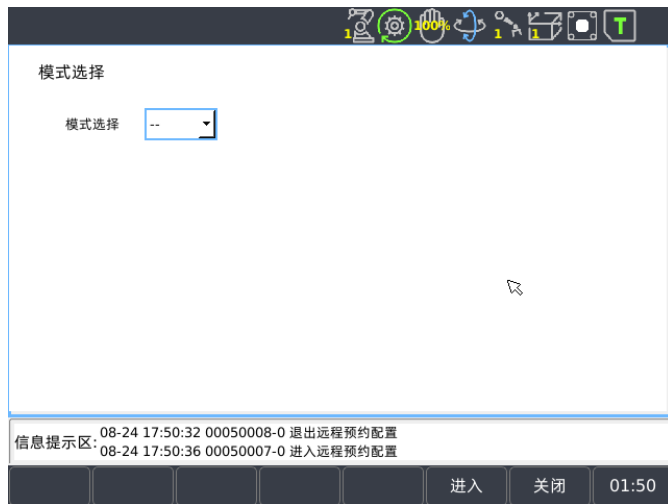 1 100% 1 1 T
模式选择
模式选择 --
信息提示区: 08-24 17:50:32 00050008-0 退出远程预约配置
08-24 17:50:36 00050007-0 进入远程预约配置
进入 关闭 01:50